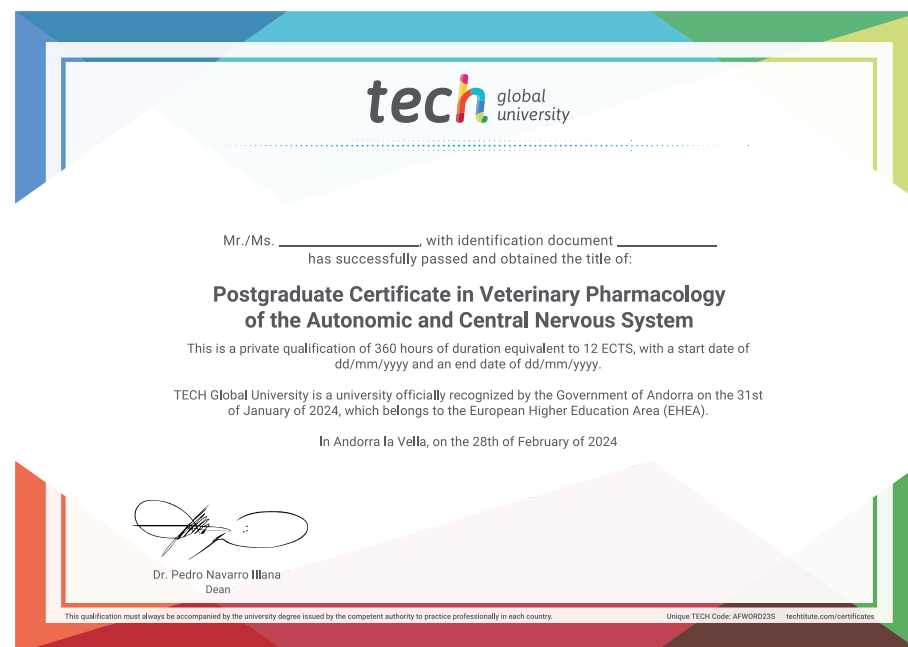 tech global university
Mr./Ms. ____________________, with identification document ______________
has successfully passed and obtained the title of:
Postgraduate Certificate in Veterinary Pharmacology
of the Autonomic and Central Nervous System
This is a private qualification of 360 hours of duration equivalent to 12 ECTS, with a start date of
dd/mm/yyyy and an end date of dd/mm/yyyy.
TECH Global University is a university officially recognized by the Government of Andorra on the 31st
of January of 2024, which belongs to the European Higher Education Area (EHEA).
In Andorra la Vella, on the 28th of February of 2024
Dr. Pedro Navarro Illana
Dean
This qualification must always be accompanied by the university degree issued by the competent authority to practice professionally in each country.
Unique TECH Code: AFWORD23S techtitute.com/certificates